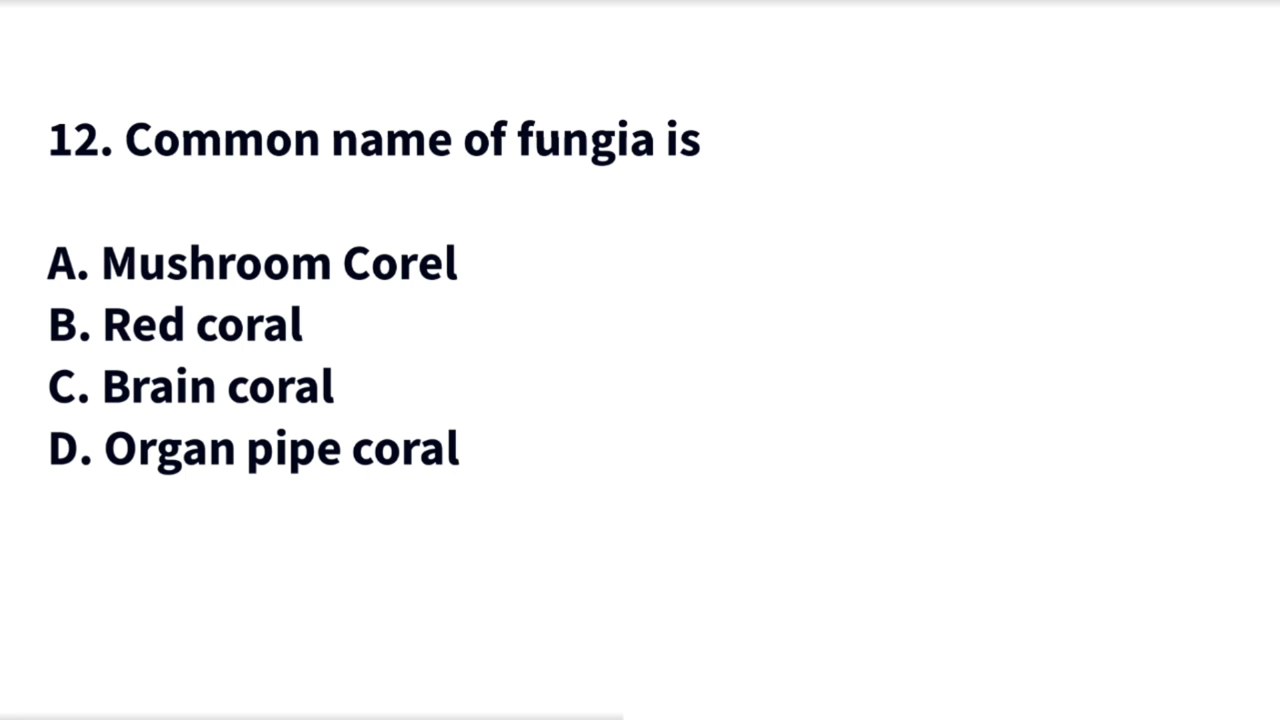 12. Common name of fungia is
A. Mushroom Corel
B. Red coral
C. Brain coral
D. Organ pipe coral